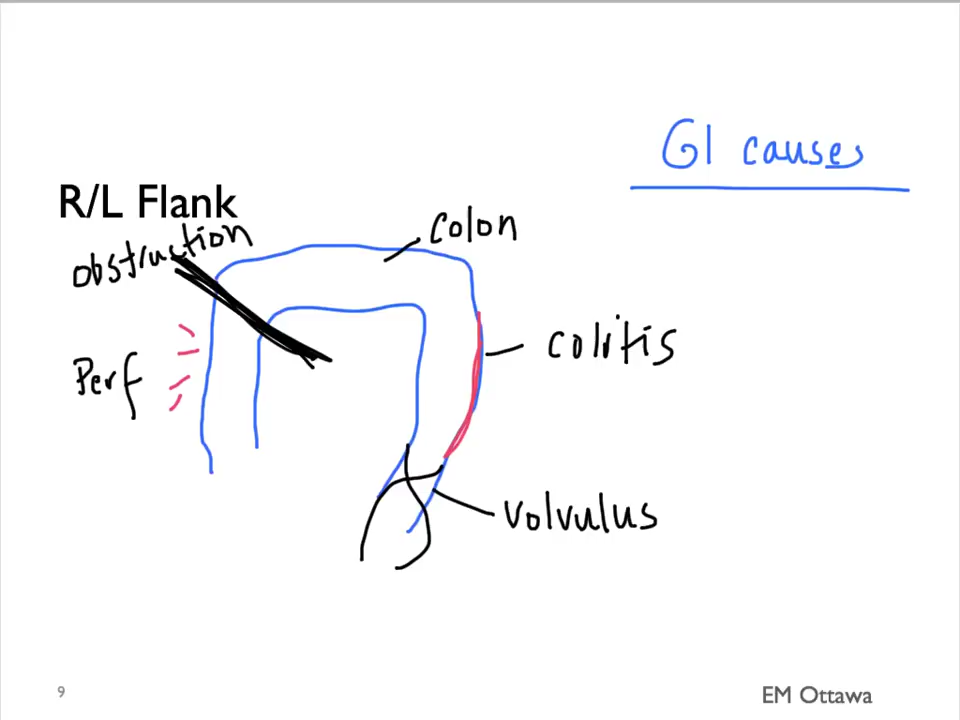 GI causes
R/L Flank
colon
obstruction
colitis
Perf
volvulus
9
EM Ottawa